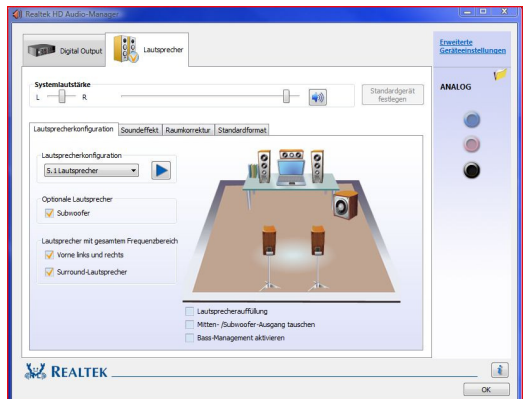 Realtek HD Audio-Manager
Digital Output
Lautsprecher
Erweiterte
Geräteeinstellungen
Systemlautstärke
L
R
Standardgerät
festlegen
ANALOG
Lautsprecherkonfiguration
Soundeffekt
Raumkorrektur
Standardformat
Lautsprecherkonfiguration
5.1 Lautsprecher
Optionale Lautsprecher
Subwoofer
Lautsprecher mit gesamtem Frequenzbereich
Vorne links und rechts
Surround-Lautsprecher
Lautsprecherauffüllung
Mitten- /Subwoofer-Ausgang tauschen
Bass-Management aktivieren
REALTEK
OK